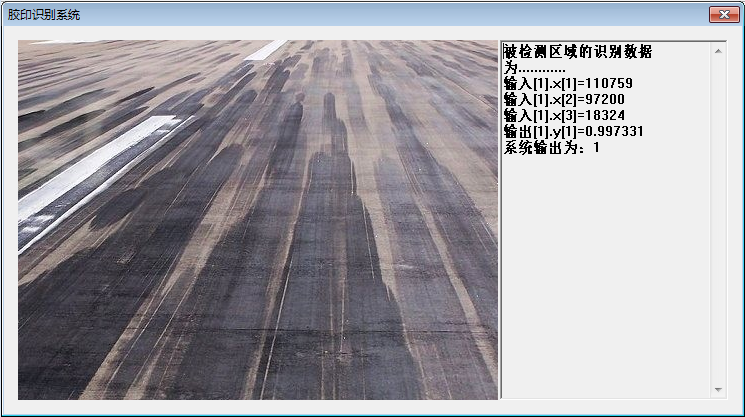 胶印识别系统
被检测区域的识别数据
为............
输入[1].x[1]=110759
输入[1].x[2]=97200
输入[1].x[3]=18324
输出[1].y[1]=0.997331
系统输出为：1